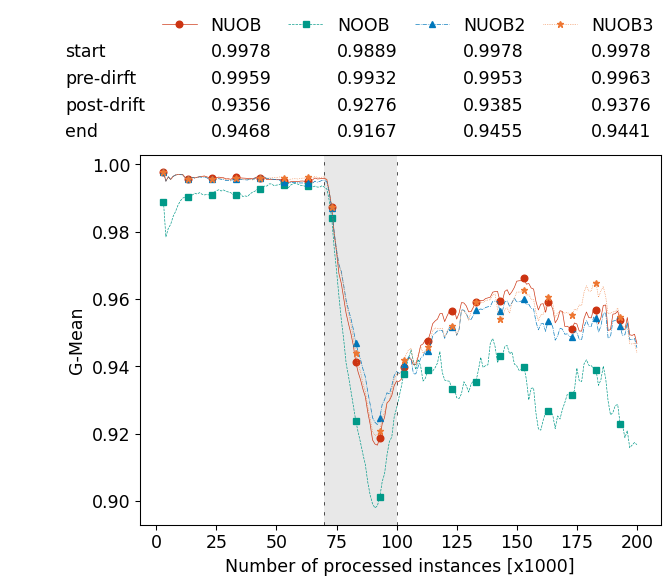 NUOB NOOB NUOB2 NUOB3
start 0.9978 0.9889 0.9978 0.9978
pre-dirft 0.9959 0.9932 0.9953 0.9963
post-drift 0.9356 0.9276 0.9385 0.9376
end 0.9468 0.9167 0.9455 0.9441
1.00
0.98
0.96
0.94
0.92
0.90
G-Mean
0 25 50 75 100 125 150 175 200
Number of processed instances [x1000]